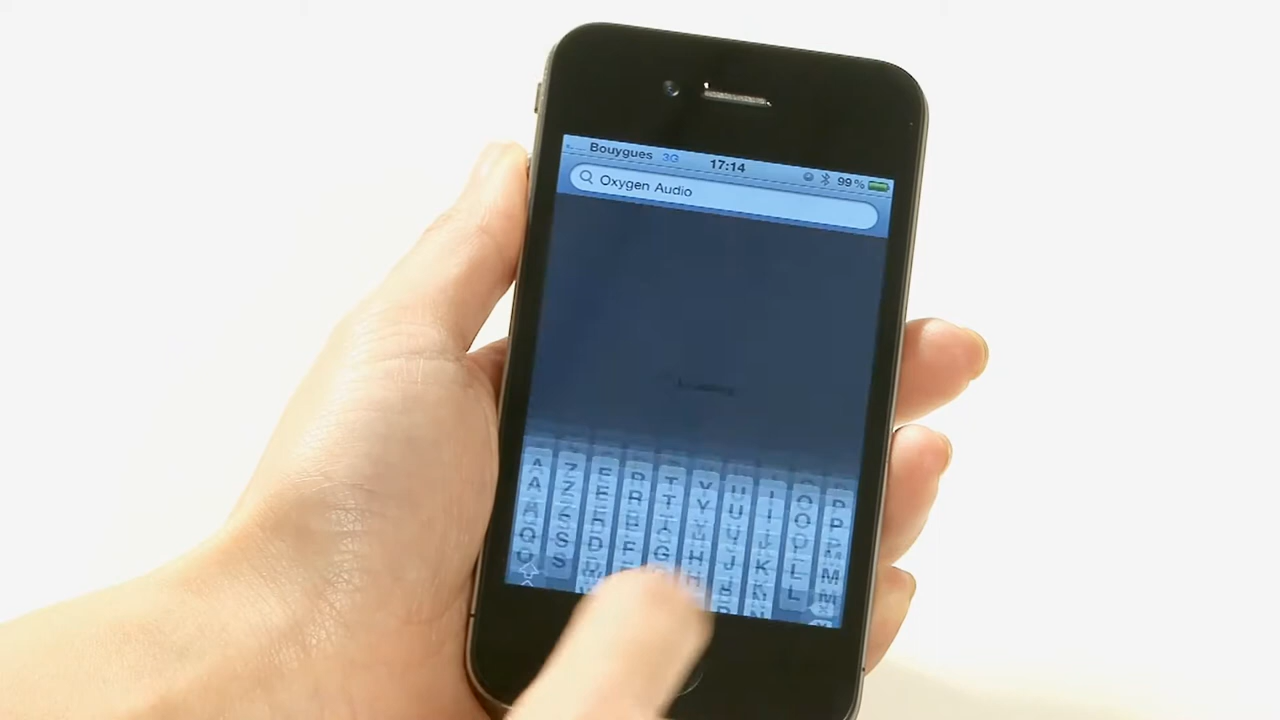 Bouygues 3G 17:14 99%
Oxygen Audio
A Z E R T Y U I O P
Q S D F G H J K L M